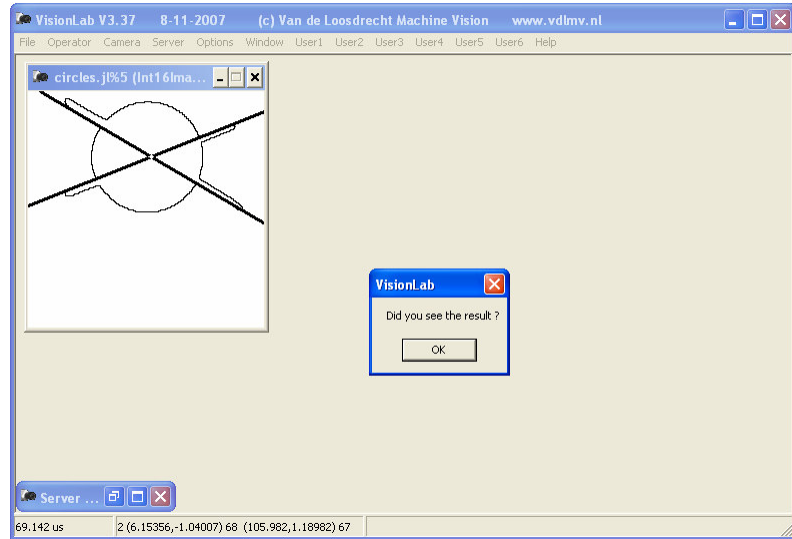 VisionLab V3.37 8-11-2007 (c) Van de Loosdrecht Machine Vision www.vdlmv.nl
File Operator Camera Server Options Window User1 User2 User3 User4 User5 User6 Help
circles.jl%5 (Int16Ima...
VisionLab
Did you see the result ?
OK
Server ...
69.142 us 2 (6.15356,-1.04007) 68 (105.982,1.18982) 67